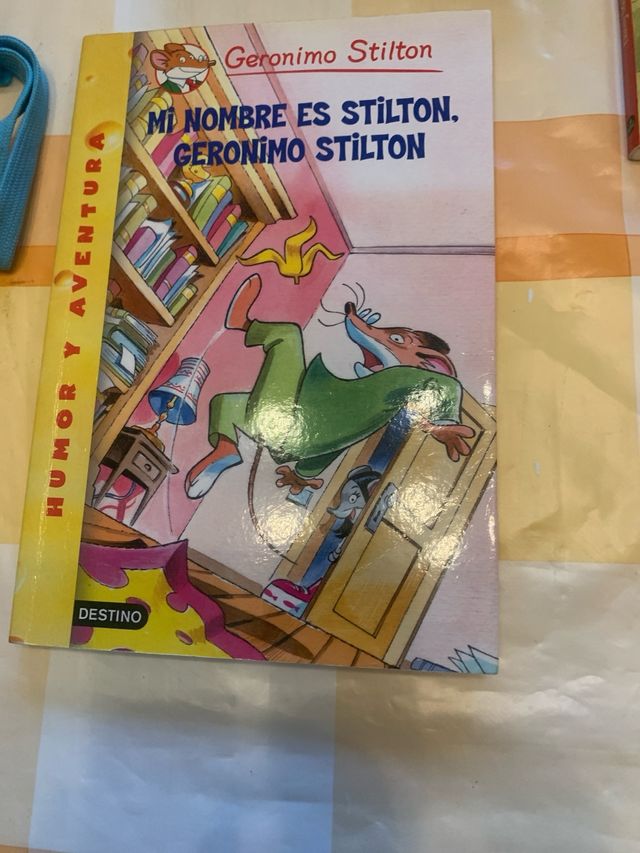 Geronimo Stilton
Mi NOMBRE ES STiLTON,
GERONiMO STiLTON
HUMOR Y AVENTURA
DESTINO